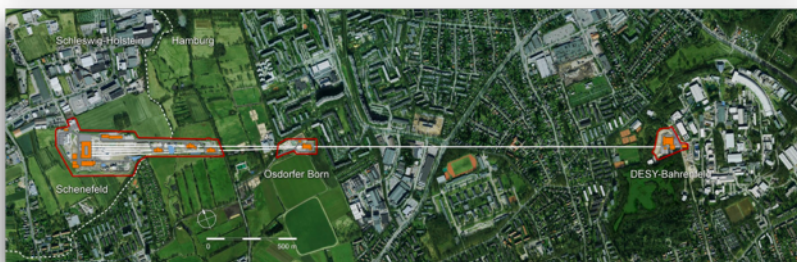 Schleswig-Holstein
Hamburg
Schenefeld
Osdorfer Born
DESY-Bahrenfeld
0 500 m